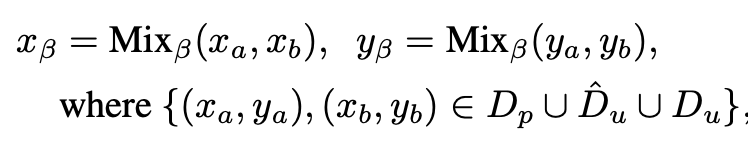 x_β = Mix_β(x_a, x_b), y_β = Mix_β(y_a, y_b),
where {(x_a, y_a), (x_b, y_b) ∈ D_p ∪ D̂_u ∪ D_u},